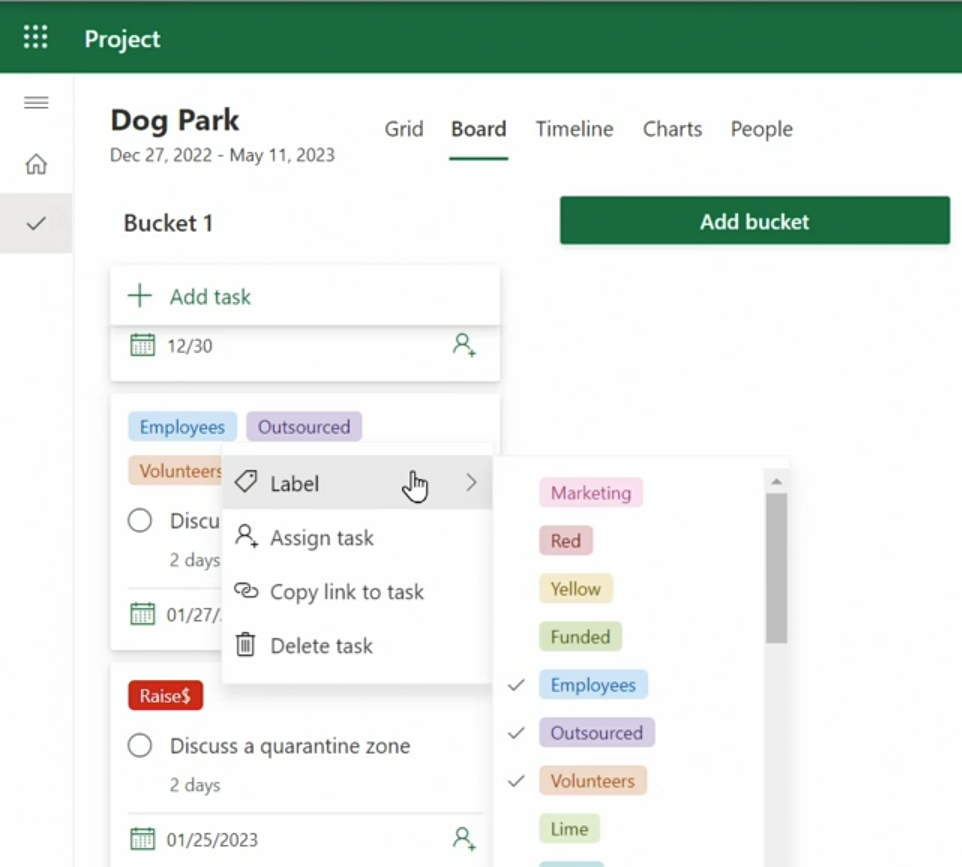 Project
Dog Park
Dec 27, 2022 - May 11, 2023
Grid Board Timeline Charts People
Bucket 1
Add bucket
Add task
12/30
Employees Outsourced
Volunteers
Label
Discu
Assign task
2 days
Copy link to task
01/27/
Delete task
Marketing
Red
Yellow
Funded
Employees
Outsourced
Volunteers
Lime
Raise$
Discuss a quarantine zone
2 days
01/25/2023